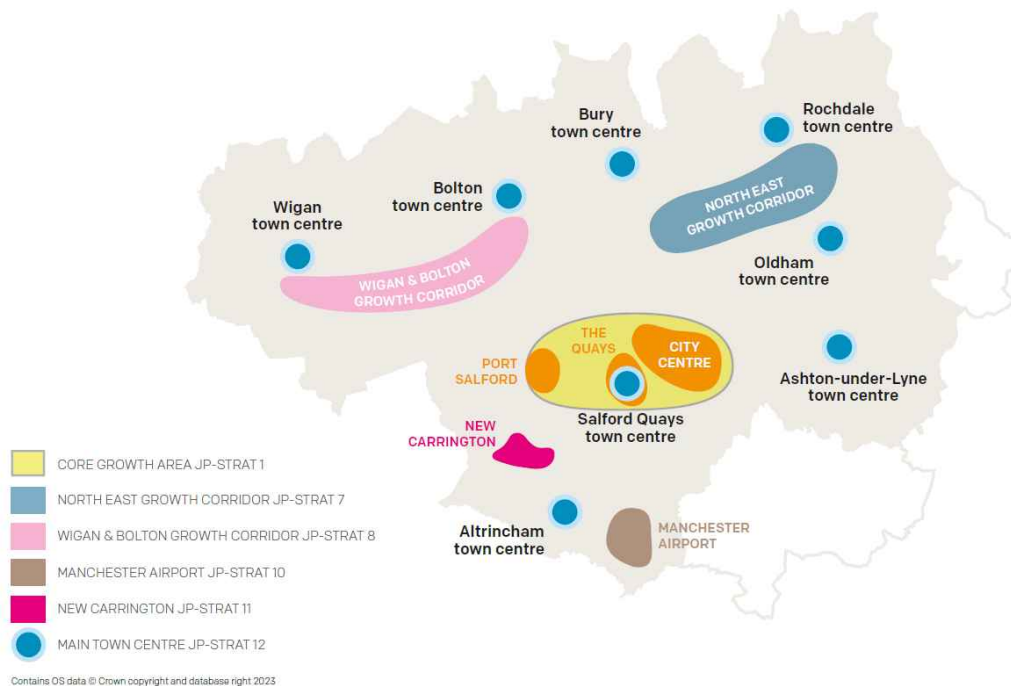 Bury
town centre
Rochdale
town centre
Bolton
town centre
Wigan
town centre
NORTH EAST
GROWTH CORRIDOR
WIGAN & BOLTON
GROWTH CORRIDOR
Oldham
town centre
THE
QUAYS
CITY
CENTRE
PORT
SALFORD
Ashton-under-Lyne
town centre
Salford Quays
town centre
NEW
CARRINGTON
Altrincham
town centre
MANCHESTER
AIRPORT
CORE GROWTH AREA JP-STRAT 1
NORTH EAST GROWTH CORRIDOR JP-STRAT 7
WIGAN & BOLTON GROWTH CORRIDOR JP-STRAT 8
MANCHESTER AIRPORT JP-STRAT 10
NEW CARRINGTON JP-STRAT 11
MAIN TOWN CENTRE JP-STRAT 12
Contains OS data © Crown copyright and database right 2023